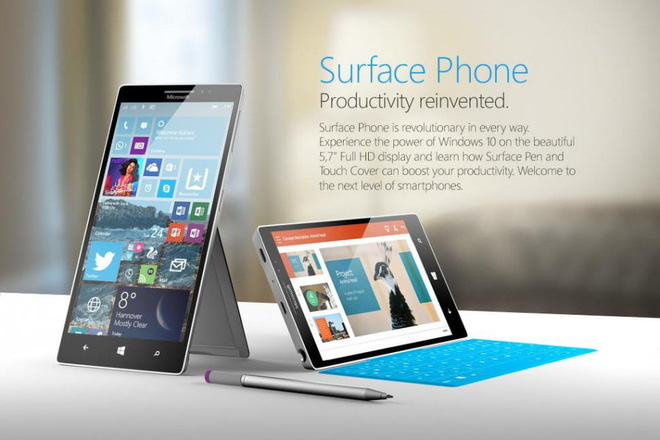 Surface Phone
Productivity reinvented.
Surface Phone is revolutionary in every way.
Experience the power of Windows 10 on the beautiful
5,7" Full HD display and learn how Surface Pen and
Touch Cover can boost your productivity. Welcome to
the next level of smartphones.
Microsoft
24
Twitter
8°
Hannover
Mostly Clear
Today
Project